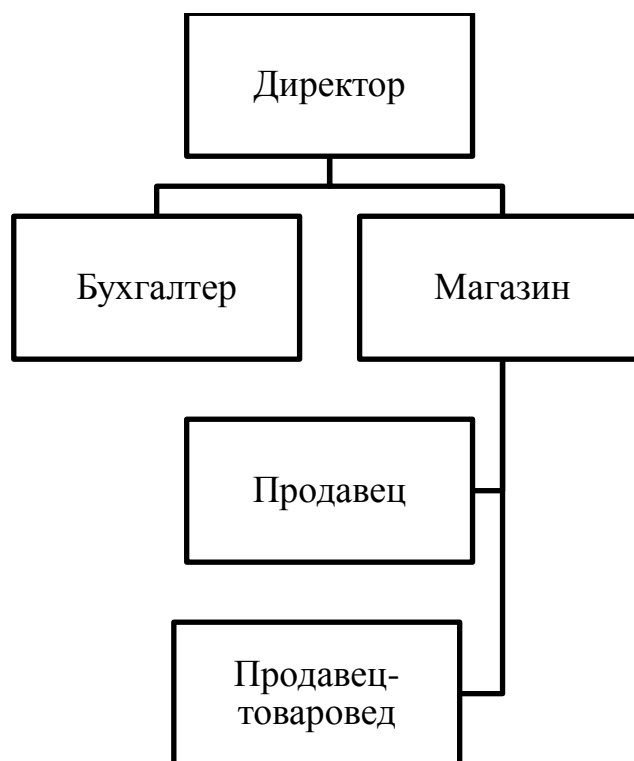 Директор
Бухгалтер
Магазин
Продавец
Продавец-
товаровед